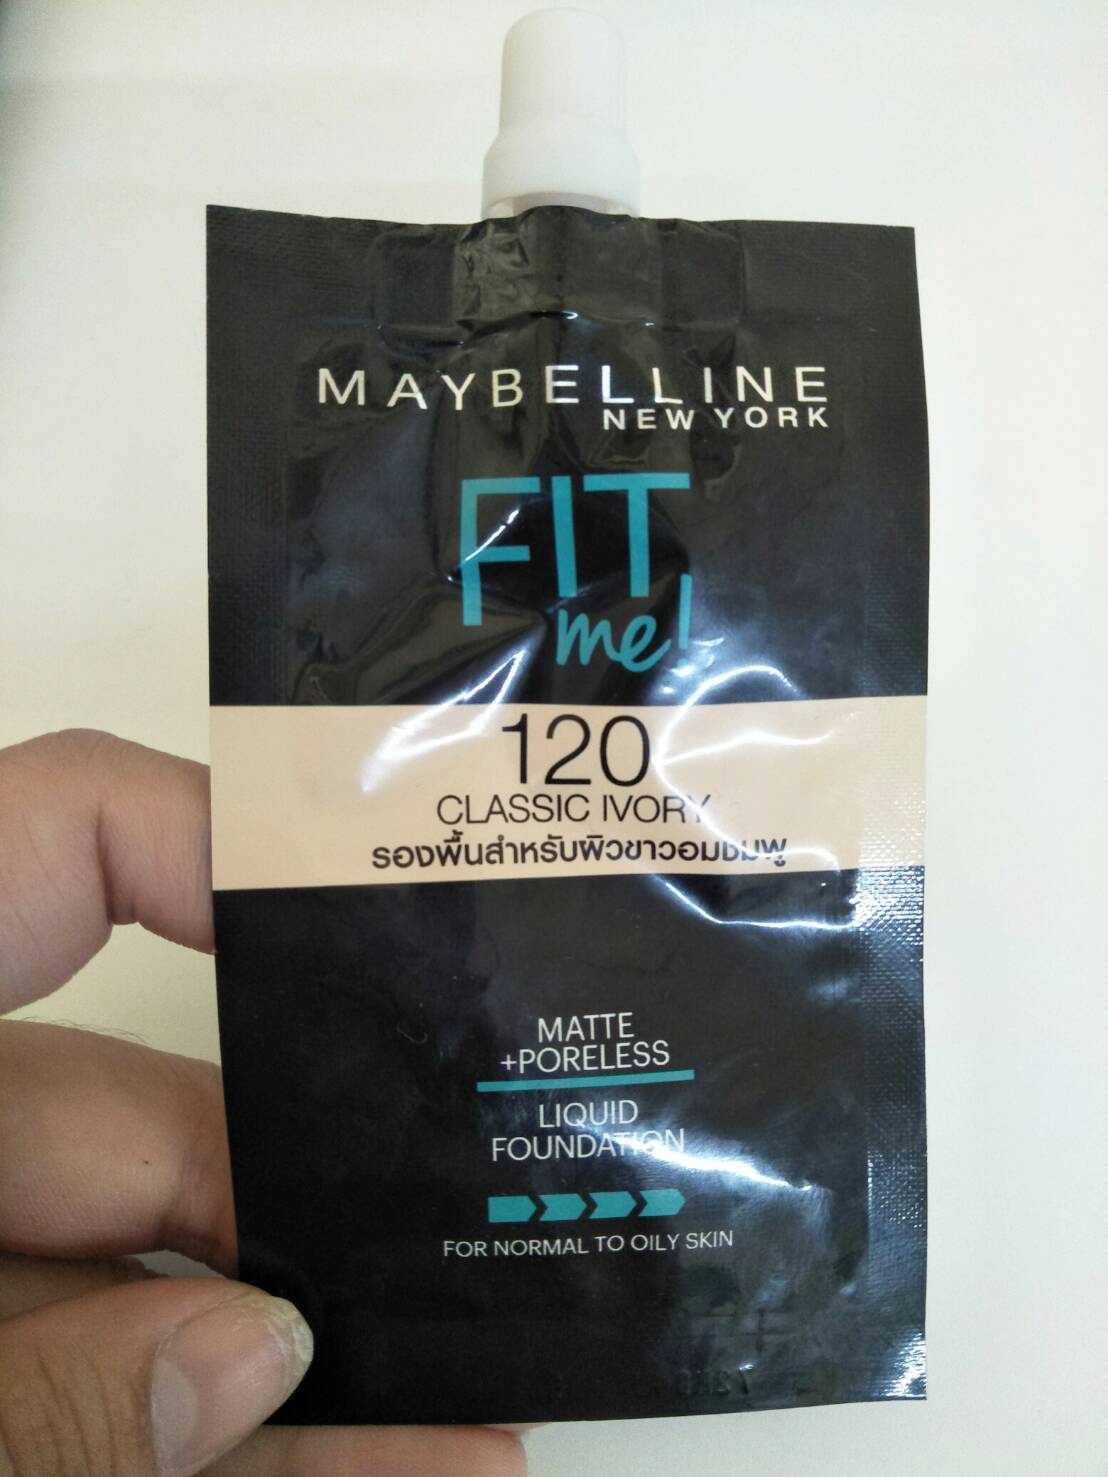 MAYBELLINE
NEW YORK
FIT
me!
120
CLASSIC IVORY
รองพื้นสำหรับผิวขาวอมชมพู
MATTE
+PORELESS
LIQUID
FOUNDATION
FOR NORMAL TO OILY SKIN